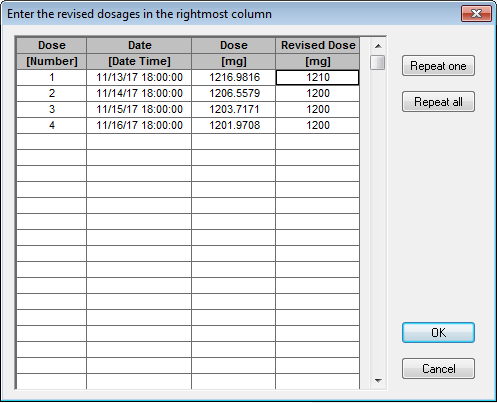 Enter the revised dosages in the rightmost column
Dose Date Dose Revised Dose
[Number] [Date Time] [mg] [mg]
1 11/13/17 18:00:00 1216.9816 1210
2 11/14/17 18:00:00 1206.5579 1200
3 11/15/17 18:00:00 1203.7171 1200
4 11/16/17 18:00:00 1201.9708 1200
Repeat one
Repeat all
OK
Cancel